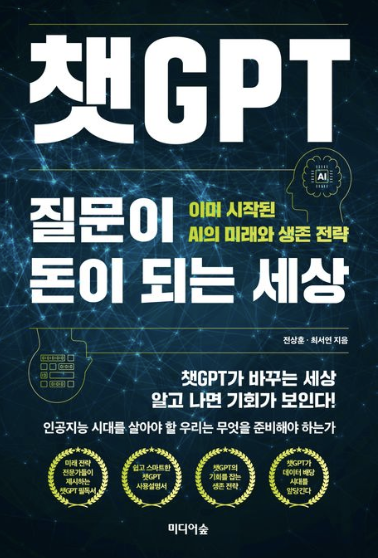 챗GPT
AI
질문이
이미 시작된
AI의 미래와 생존 전략
돈이 되는 세상
전상훈 · 최서연 지음
챗GPT가 바꾸는 세상
알고 나면 기회가 보인다!
인공지능 시대를 살아야 할 우리는 무엇을 준비해야 하는가
미래 전략
전문가들이
제시하는
챗GPT 필독서
쉽고 스마트한
챗GPT
사용설명서
챗GPT의
기회를 잡는
생존 전략
챗GPT가
데이터 배당
시대를
앞당긴다
미디어숲